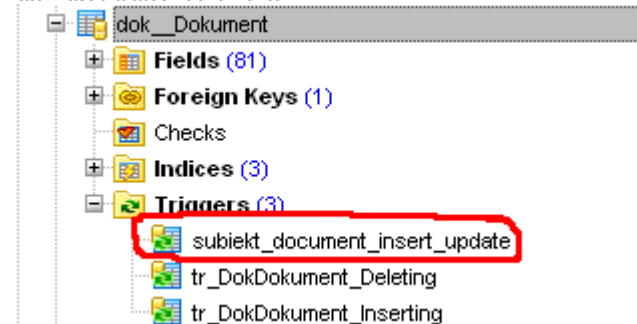 dok__Dokument
Fields (81)
Foreign Keys (1)
Checks
Indices (3)
Triggers (3)
subiekt_document_insert_update
tr_DokDokument_Deleting
tr_DokDokument_Inserting